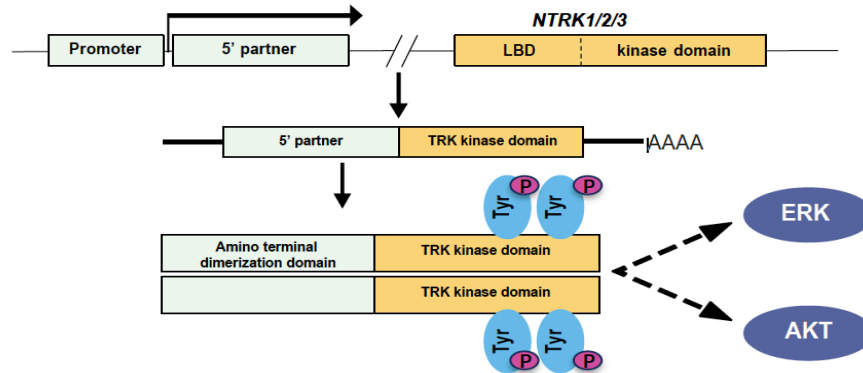 NTRK1/2/3
Promoter 5’ partner LBD kinase domain
5’ partner TRK kinase domain AAAA
Tyr P Tyr P
Amino terminal
dimerization domain
TRK kinase domain
TRK kinase domain
Tyr P Tyr P
ERK
AKT